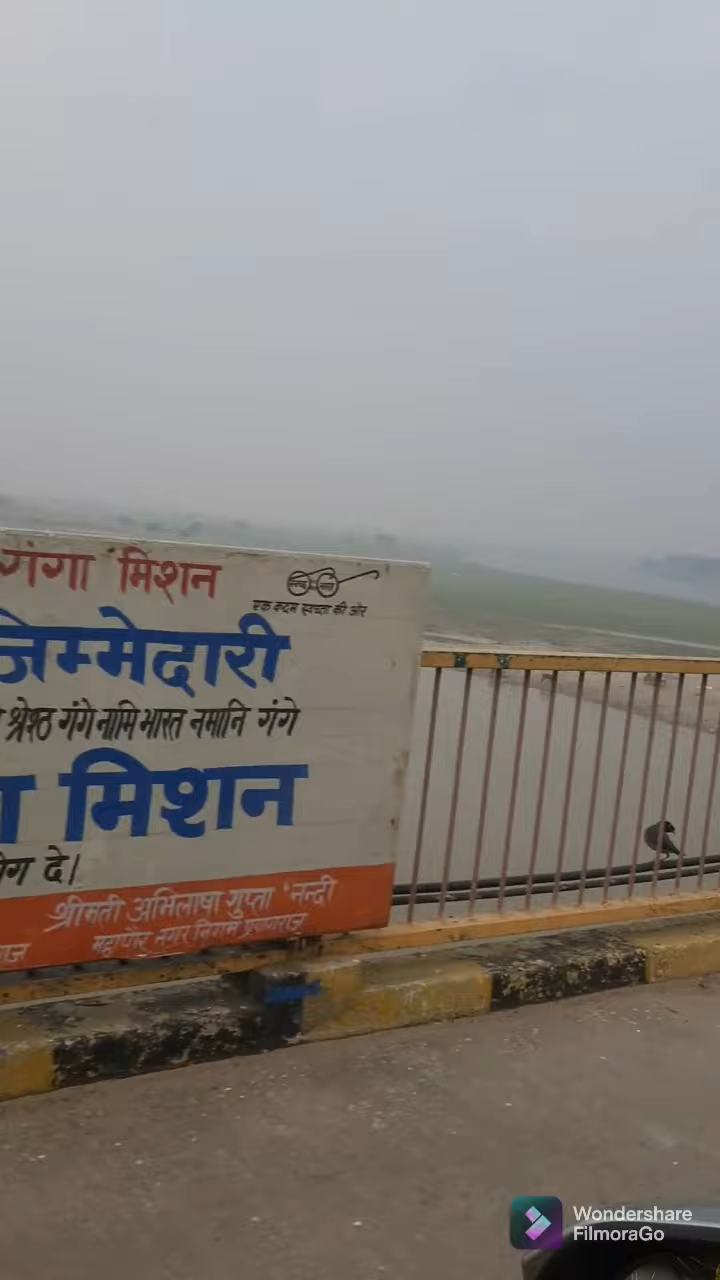 गंगा मिशन
एक कदम स्वच्छता की ओर
जिम्मेदारी
श्रेष्ठ गंगे नामि भारत नमानि गंगे
मिशन
दे।
श्रीमती अभिलाषा गुप्ता 'नन्दी
महापौर नगर निगम प्रयागराज
Wondershare
FilmoraGo